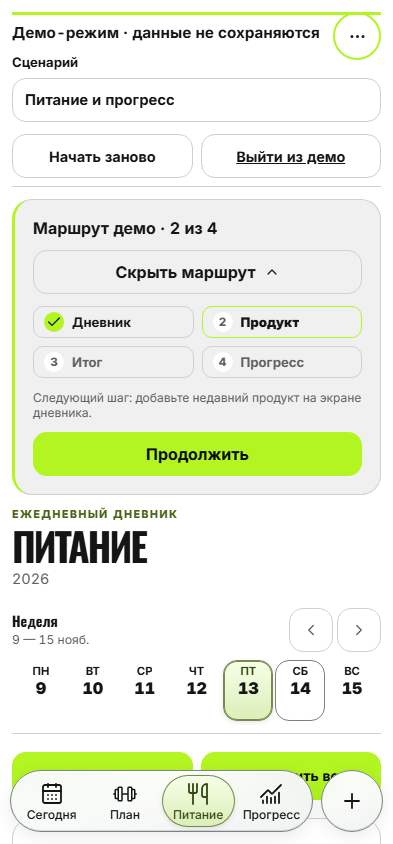 Демо-режим · данные не сохраняются
Сценарий
Питание и прогресс
Начать заново
Выйти из демо
Маршрут демо · 2 из 4
Скрыть маршрут
Дневник
2 Продукт
3 Итог
4 Прогресс
Следующий шаг: добавьте недавний продукт на экране
дневника.
Продолжить
ЕЖЕДНЕВНЫЙ ДНЕВНИК
ПИТАНИЕ
2026
Неделя
9 — 15 нояб.
ПН ВТ СР ЧТ ПТ СБ ВС
9 10 11 12 13 14 15
Сегодня План Питание Прогресс